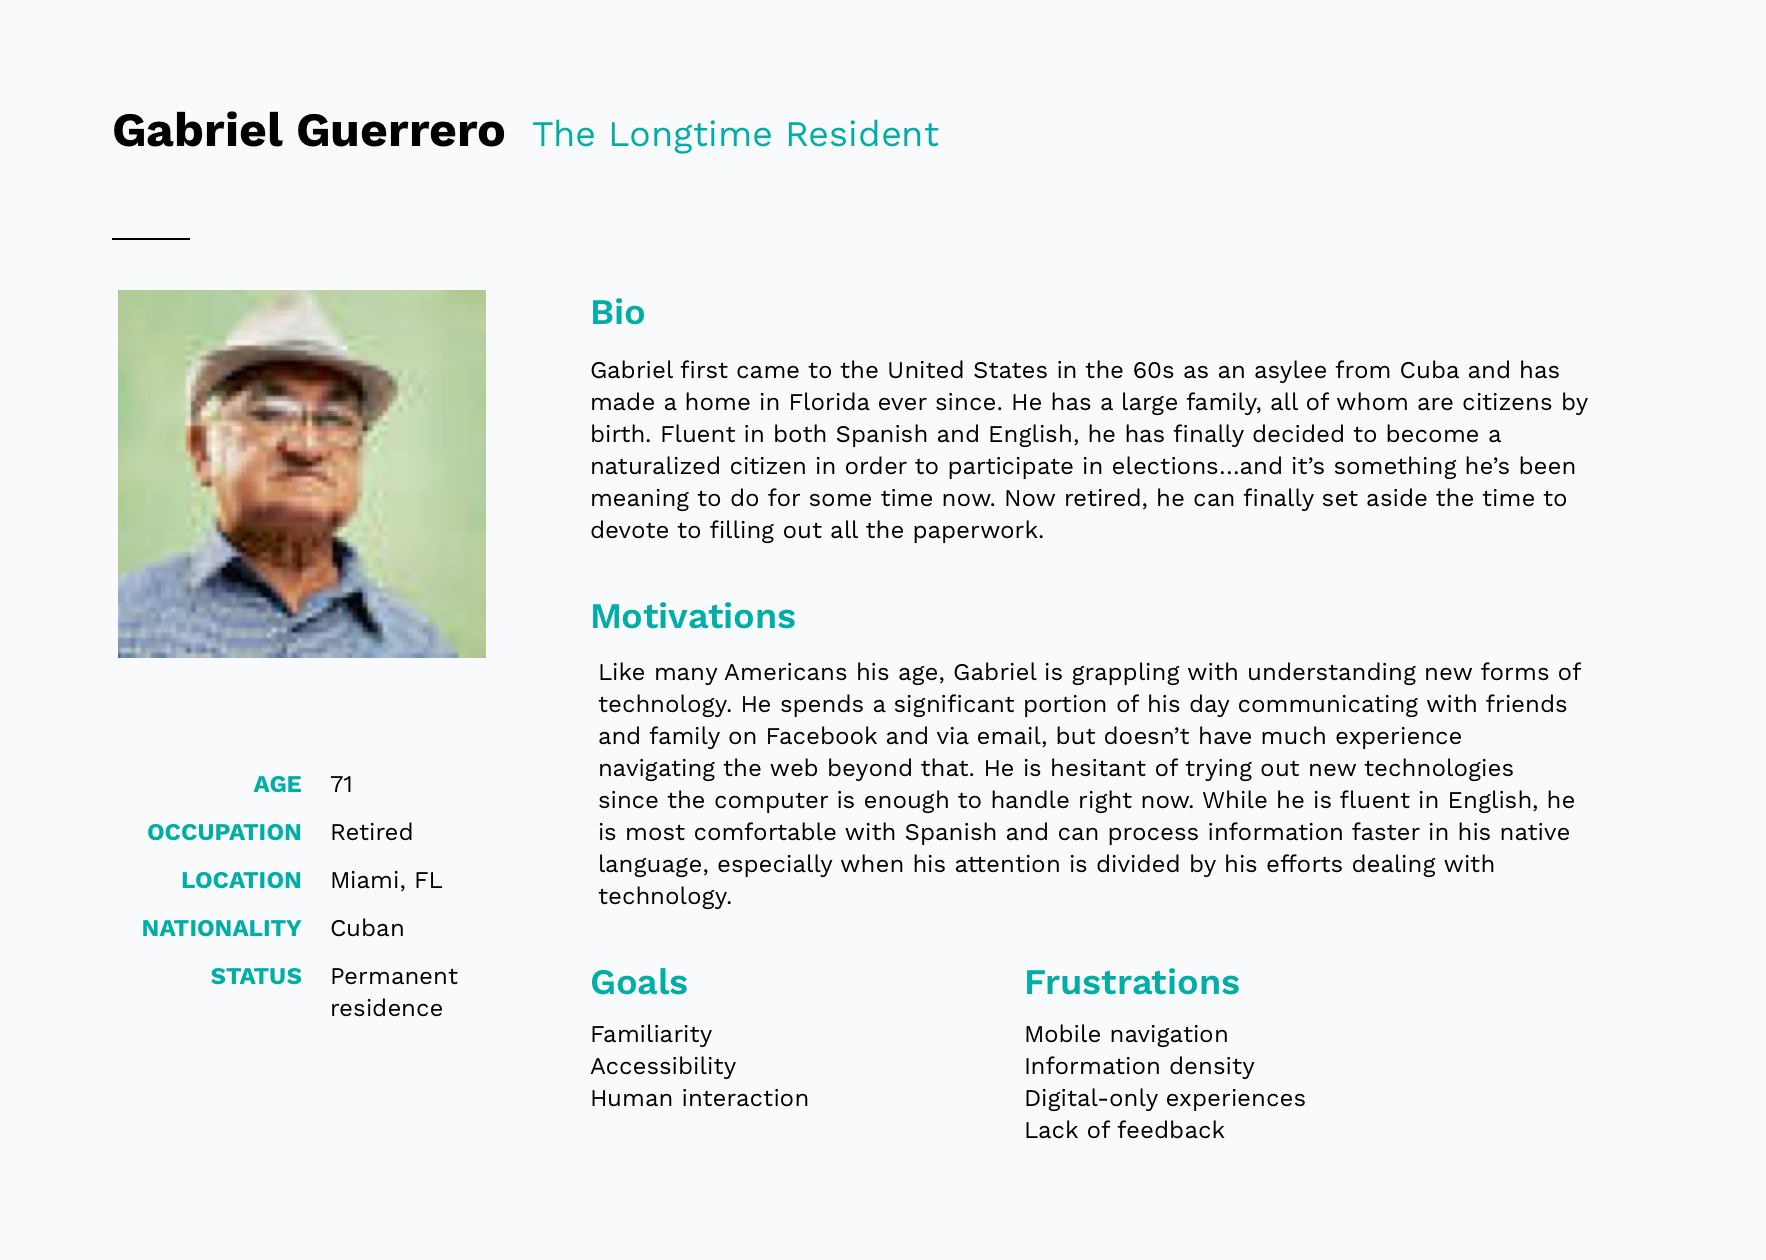 Gabriel Guerrero The Longtime Resident
Bio
Gabriel first came to the United States in the 60s as an asylee from Cuba and has
made a home in Florida ever since. He has a large family, all of whom are citizens by
birth. Fluent in both Spanish and English, he has finally decided to become a
naturalized citizen in order to participate in elections...and it’s something he’s been
meaning to do for some time now. Now retired, he can finally set aside the time to
devote to filling out all the paperwork.
Motivations
Like many Americans his age, Gabriel is grappling with understanding new forms of
technology. He spends a significant portion of his day communicating with friends
and family on Facebook and via email, but doesn’t have much experience
navigating the web beyond that. He is hesitant of trying out new technologies
since the computer is enough to handle right now. While he is fluent in English, he
is most comfortable with Spanish and can process information faster in his native
language, especially when his attention is divided by his efforts dealing with
technology.
AGE 71
OCCUPATION Retired
LOCATION Miami, FL
NATIONALITY Cuban
STATUS Permanent
residence
Goals
Familiarity
Accessibility
Human interaction
Frustrations
Mobile navigation
Information density
Digital-only experiences
Lack of feedback